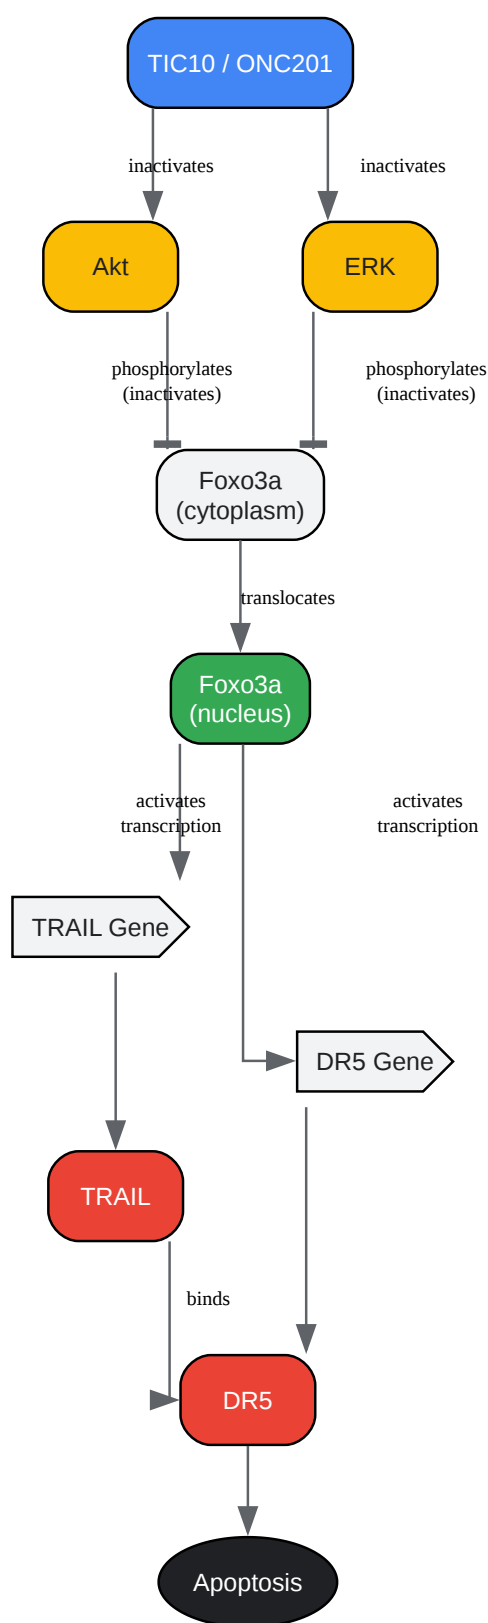 TIC10 / ONC201
inactivates
inactivates
Akt
ERK
phosphorylates
(inactivates)
phosphorylates
(inactivates)
Foxo3a
(cytoplasm)
translocates
Foxo3a
(nucleus)
activates
transcription
activates
transcription
TRAIL Gene
DR5 Gene
TRAIL
binds
DR5
Apoptosis